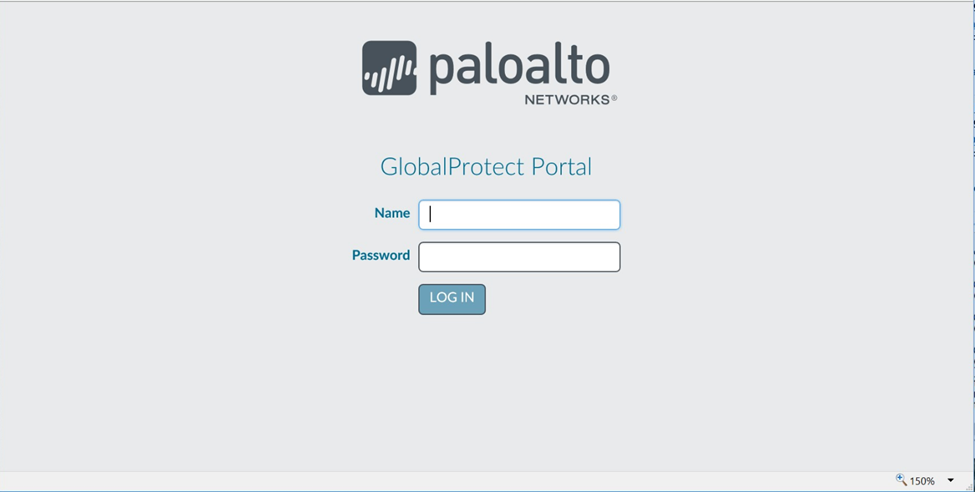 paloalto
NETWORKS®
GlobalProtect Portal
Name
Password
LOG IN
150%